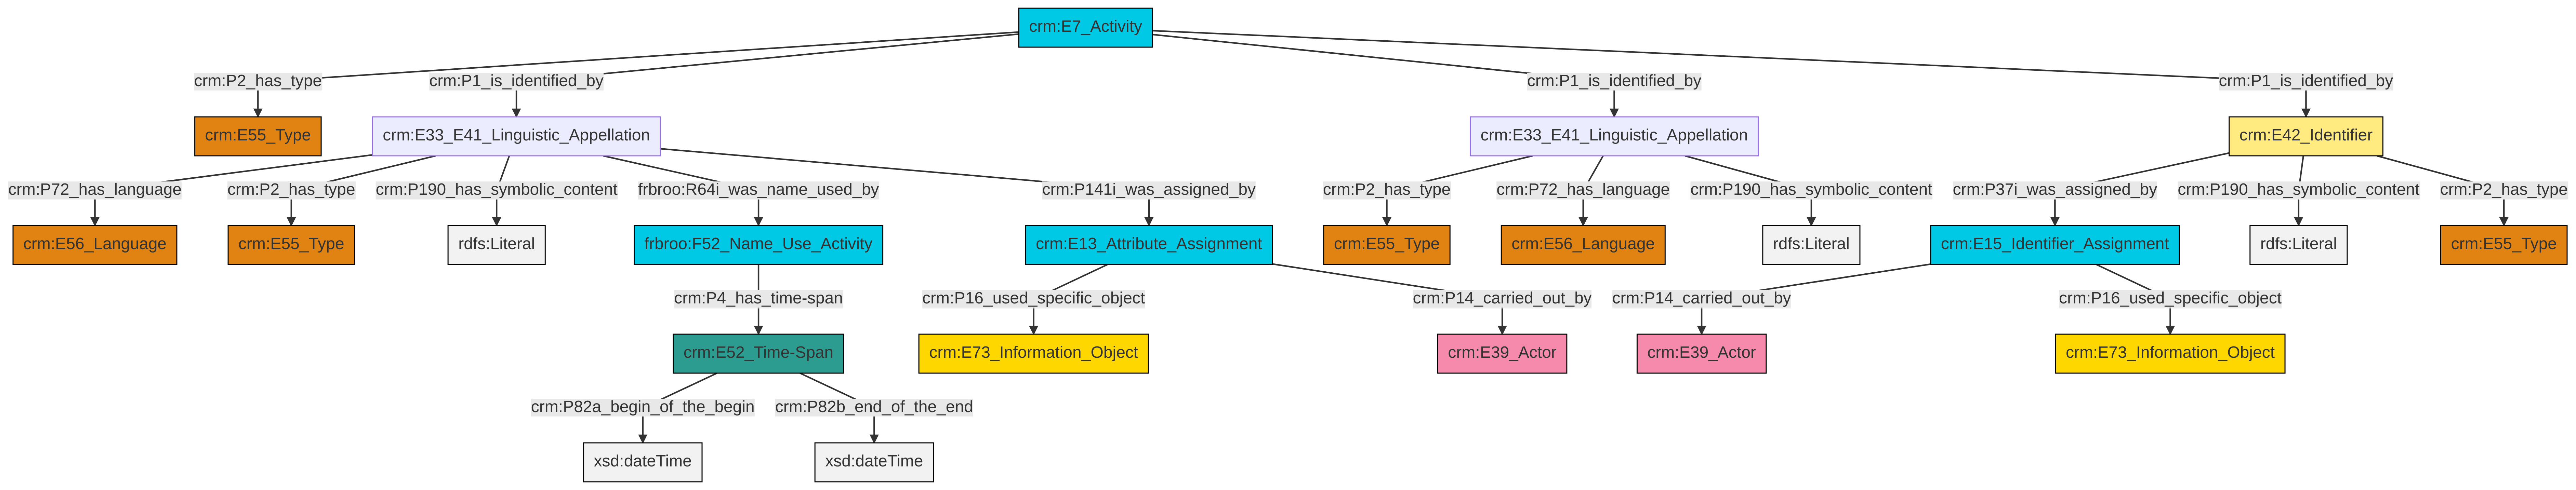 crm:E7_Activity
crm:P2_has_type
crm:P1_is_identified_by
crm:P1_is_identified_by
crm:P1_is_identified_by
crm:E55_Type
crm:E33_E41_Linguistic_Appellation
crm:E33_E41_Linguistic_Appellation
crm:E42_Identifier
crm:P72_has_language
crm:P2_has_type
crm:P190_has_symbolic_content
frbroo:R64i_was_name_used_by
crm:P141i_was_assigned_by
crm:P2_has_type
crm:P72_has_language
crm:P190_has_symbolic_content
crm:P37i_was_assigned_by
crm:P190_has_symbolic_content
crm:P2_has_type
crm:E56_Language
crm:E55_Type
rdfs:Literal
frbroo:F52_Name_Use_Activity
crm:E13_Attribute_Assignment
crm:E55_Type
crm:E56_Language
rdfs:Literal
crm:E15_Identifier_Assignment
rdfs:Literal
crm:E55_Type
crm:P4_has_time-span
crm:P16_used_specific_object
crm:P14_carried_out_by
crm:P14_carried_out_by
crm:P16_used_specific_object
crm:E52_Time-Span
crm:E73_Information_Object
crm:E39_Actor
crm:E39_Actor
crm:E73_Information_Object
crm:P82a_begin_of_the_begin
crm:P82b_end_of_the_end
xsd:dateTime
xsd:dateTime